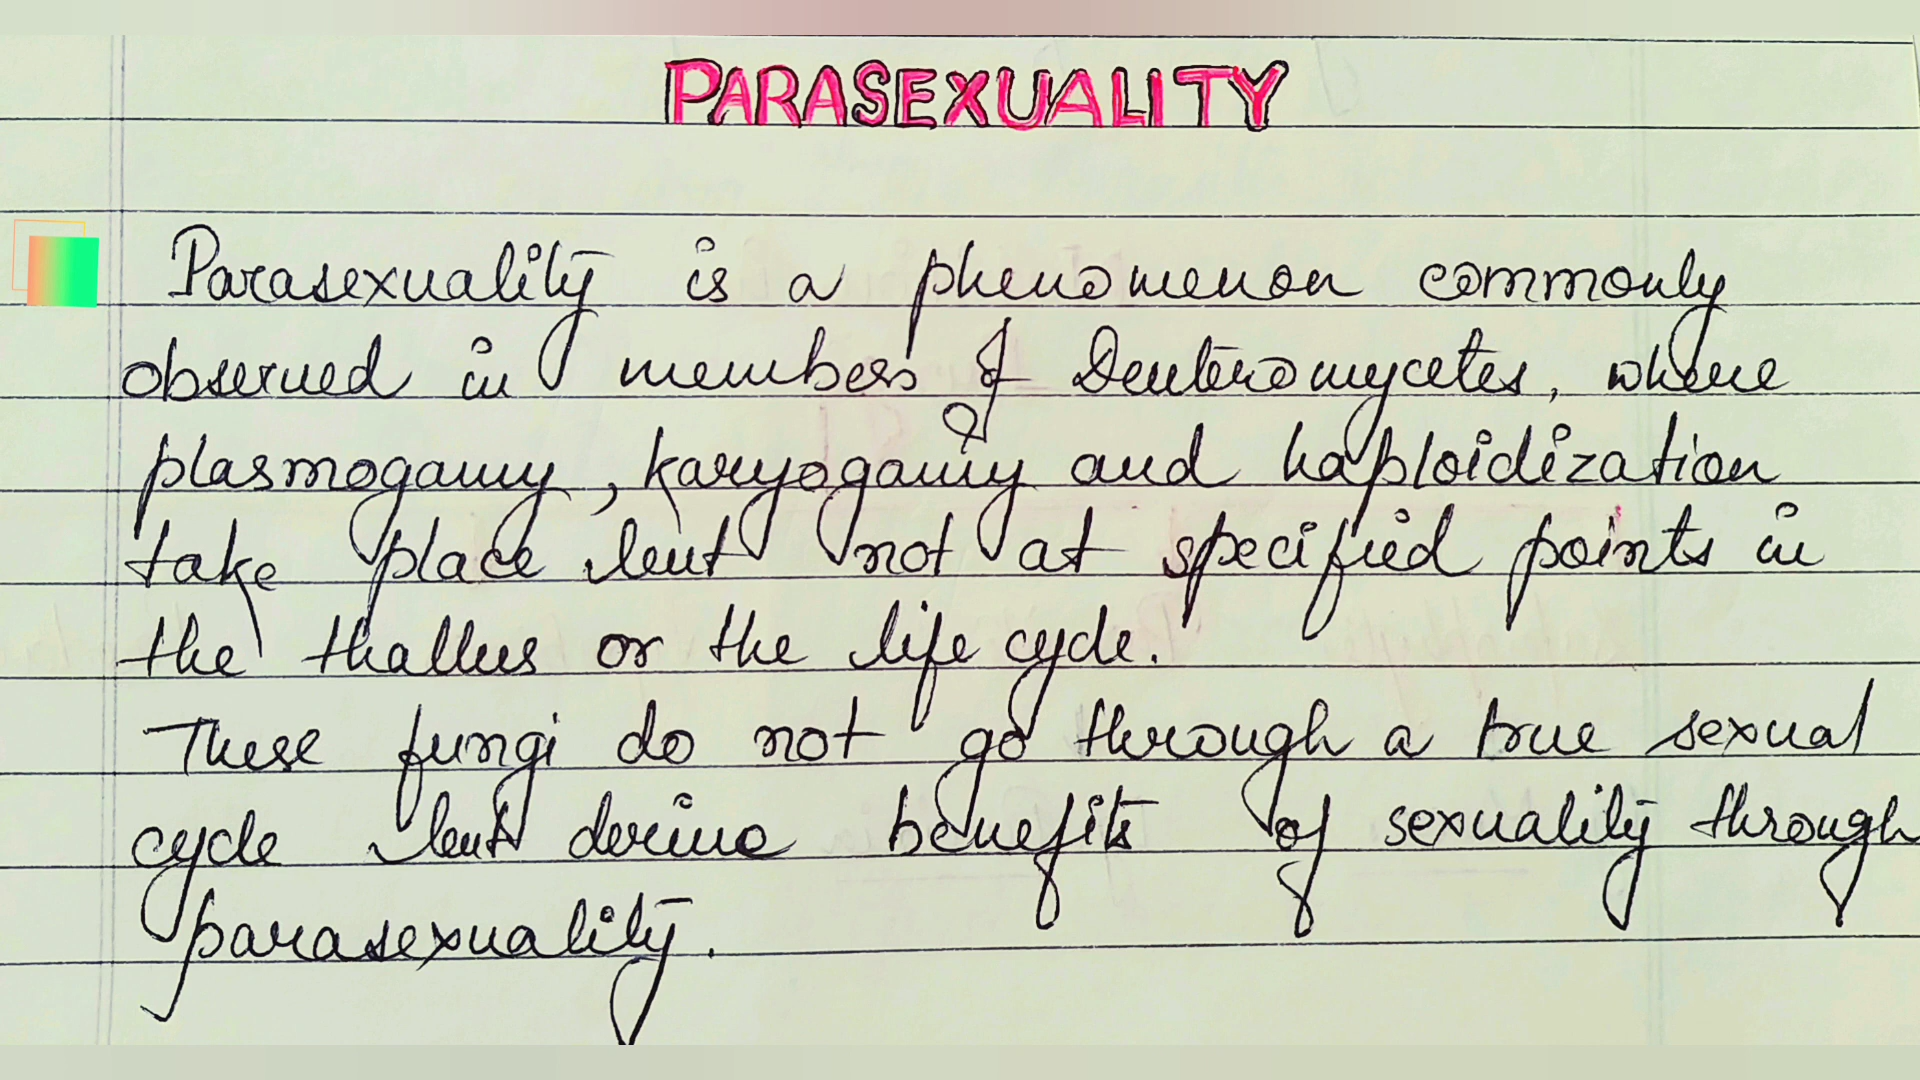 PARASEXUALITY
Parasexuality is a phenomenon commonly
observed in members of Deuteromycetes, where
plasmogamy, karyogamy and haploidization
take place but not at specified points in
the thallus or the life cycle.
These fungi do not go through a true sexual
cycle but derive benefits of sexuality through
parasexuality.